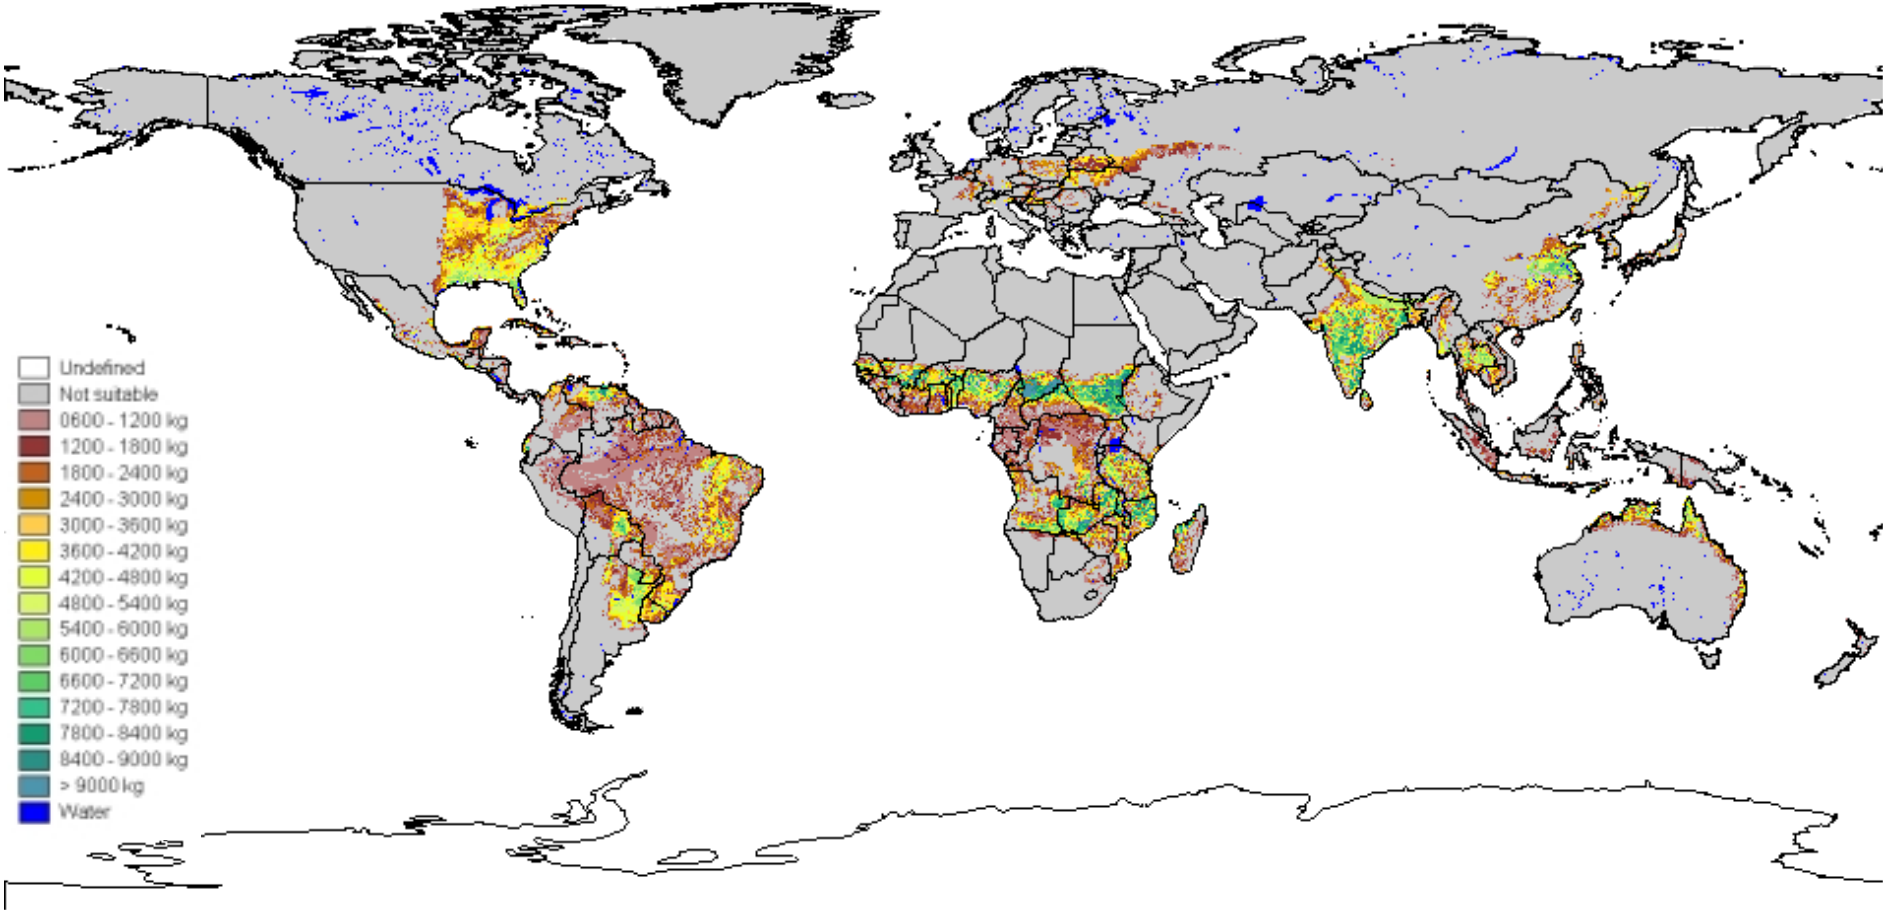 Undefined
Not suitable
0600 - 1200 kg
1200 - 1800 kg
1800 - 2400 kg
2400 - 3000 kg
3000 - 3600 kg
3600 - 4200 kg
4200 - 4800 kg
4800 - 5400 kg
5400 - 6000 kg
6000 - 6600 kg
6600 - 7200 kg
7200 - 7800 kg
7800 - 8400 kg
8400 - 9000 kg
> 9000 kg
Water